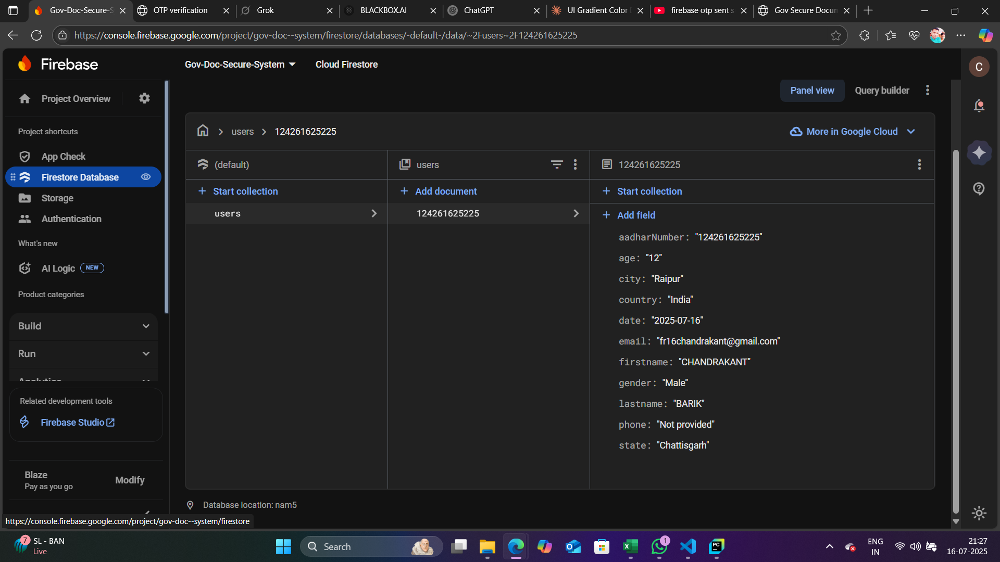 Gov-Doc-Secure-S
OTP verification
Grok
BLACKBOX.AI
ChatGPT
UI Gradient Color
firebase otp sent s
Gov Secure Docum
https://console.firebase.google.com/project/gov-doc--system/firestore/databases/-default-/data/~2Fusers~2F124261625225
Firebase
Gov-Doc-Secure-System
Cloud Firestore
C
Project Overview
Panel view
Query builder
Project shortcuts
App Check
Firestore Database
Storage
Authentication
What's new
AI Logic NEW
Product categories
Build
Run
Analytics
Related development tools
Firebase Studio
Blaze
Pay as you go
Modify
users
124261625225
More in Google Cloud
(default)
users
124261625225
+ Start collection
+ Add document
+ Start collection
users
124261625225
+ Add field
aadharNumber: "124261625225"
age: "12"
city: "Raipur"
country: "India"
date: "2025-07-16"
email: "fr16chandrakant@gmail.com"
firstname: "CHANDRAKANT"
gender: "Male"
lastname: "BARIK"
phone: "Not provided"
state: "Chattisgarh"
Database location: nam5
https://console.firebase.google.com/project/gov-doc--system/firestore
7
SL - BAN
Live
Search
PC
1
ENG
IN
21:27
16-07-2025